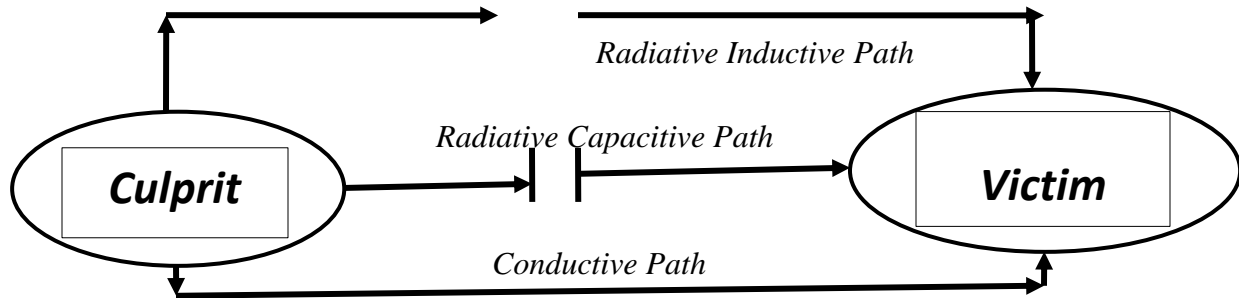 Radiative Inductive Path
Radiative Capacitive Path
Culprit
Victim
Conductive Path